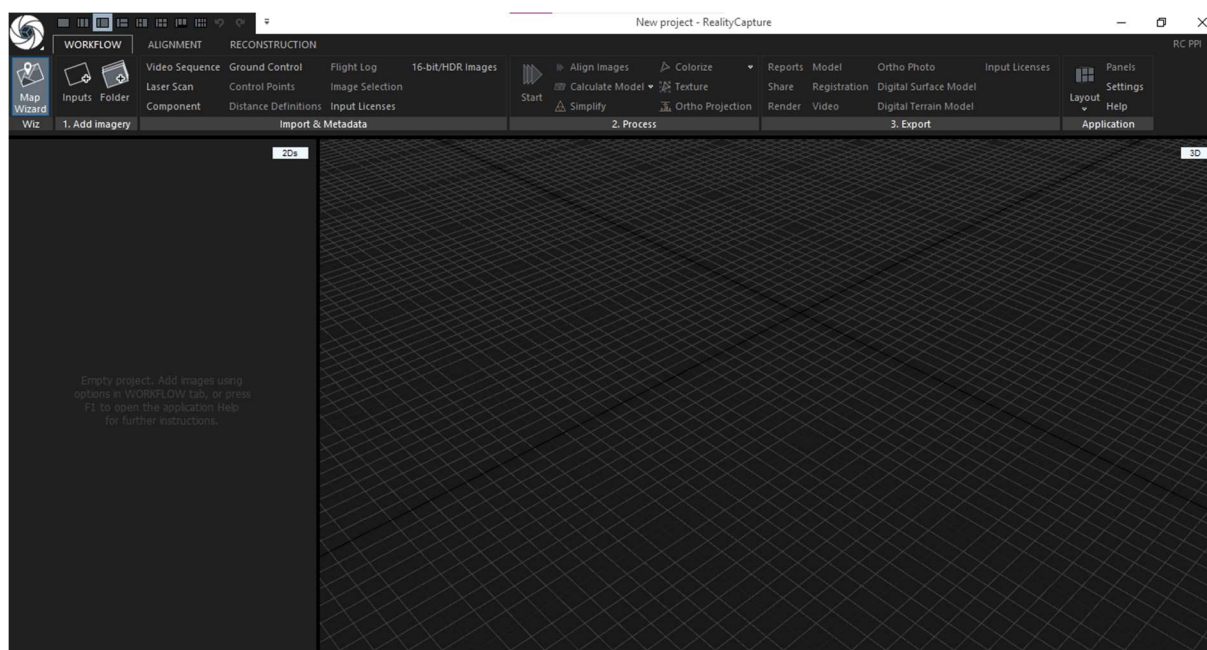 New project - RealityCapture
WORKFLOW ALIGNMENT RECONSTRUCTION RC PPI
Map Wizard
Inputs Folder
Video Sequence Ground Control Flight Log 16-bit/HDR Images
Laser Scan Control Points Image Selection
Component Distance Definitions Input Licenses
Start
Align Images Colorize
Calculate Model Texture
Simplify Ortho Projection
Reports Model Ortho Photo Input Licenses
Share Registration Digital Surface Model
Render Video Digital Terrain Model
Layout
Panels
Settings
Help
Wiz 1. Add imagery Import & Metadata 2. Process 3. Export Application
2Ds 3D
Empty project. Add images using
options in WORKFLOW tab, or press
F1 to open the application Help
for further instructions.